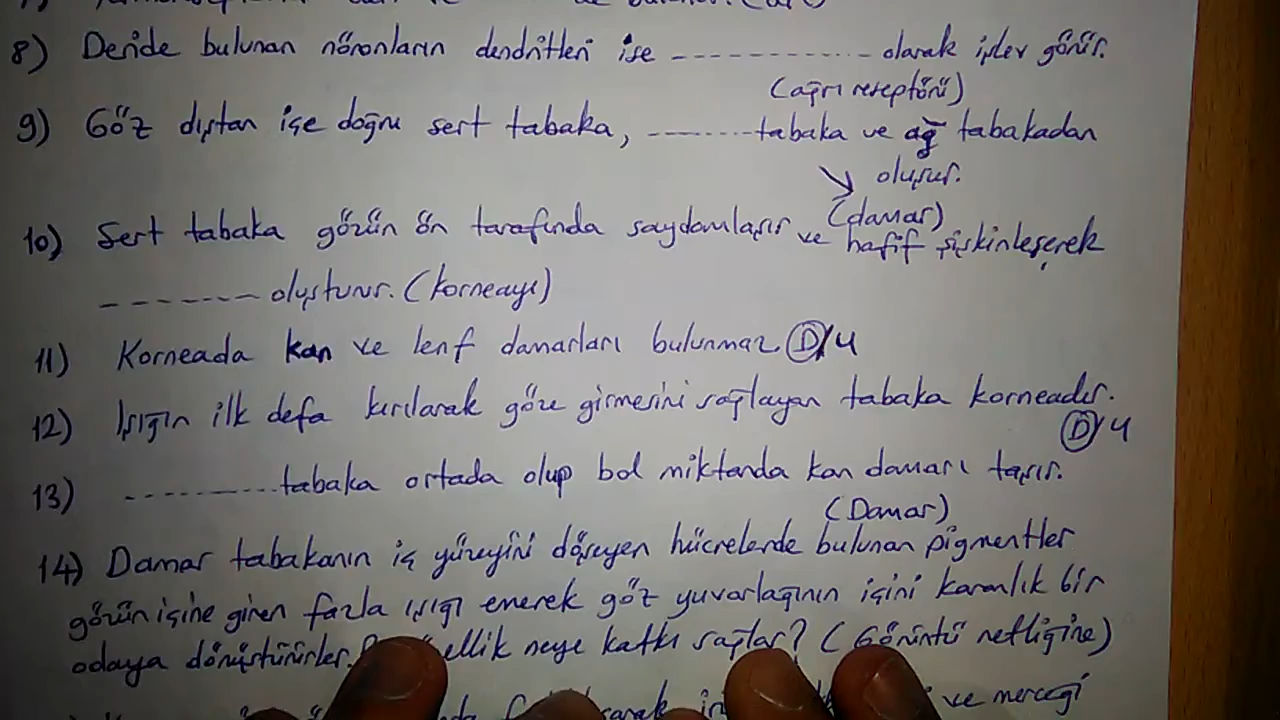 8) Deride bulunan nöronların dendritleri ise ------------ olarak işler görür.
(ağrı reseptörü)
9) Göz dıştan içe doğru sert tabaka, --------- tabaka ve ağ tabakadan
oluşur.
(damar)
10) Sert tabaka gözün ön tarafında saydamlaşır ve hafif şişkinleşerek
------- oluşturur. (korneayı)
11) Korneada kan ve lenf damarları bulunmaz. D/Y
12) Işığın ilk defa kırılarak göze girmesini sağlayan tabaka korneadır.
D/Y
13) ---------- tabaka ortada olup bol miktarda kan damarı taşır.
(Damar)
14) Damar tabakanın iç yüzeyini döşeyen hücrelerde bulunan pigmentler
gözün içine giren fazla ışığı emerek göz yuvarlağının içini karanlık bir
odaya dönüştürürler. neye katkı sağlar? (Görüntü netliğine)
ve merceği